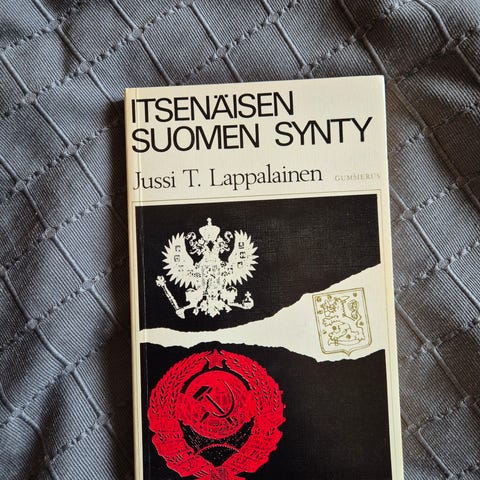 ITSENÄISEN
SUOMEN SYNTY
Jussi T. Lappalainen
GUMMERUS